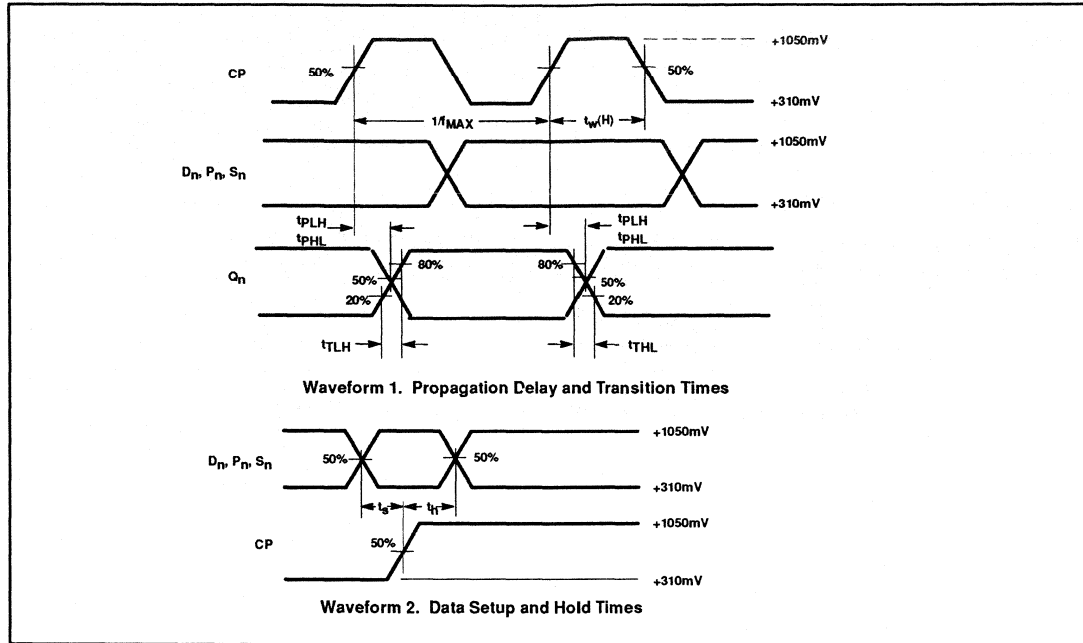 +1050mV
CP 50% 50%
+310mV
1/fMAX tw(H)
+1050mV
Dn, Pn, Sn
+310mV
tPLH tPLH
tPHL tPHL
80% 80%
Qn 50% 50%
20% 20%
tTLH tTHL
Waveform 1. Propagation Delay and Transition Times
+1050mV
Dn, Pn, Sn 50% 50%
+310mV
ts th
+1050mV
CP 50%
+310mV
Waveform 2. Data Setup and Hold Times